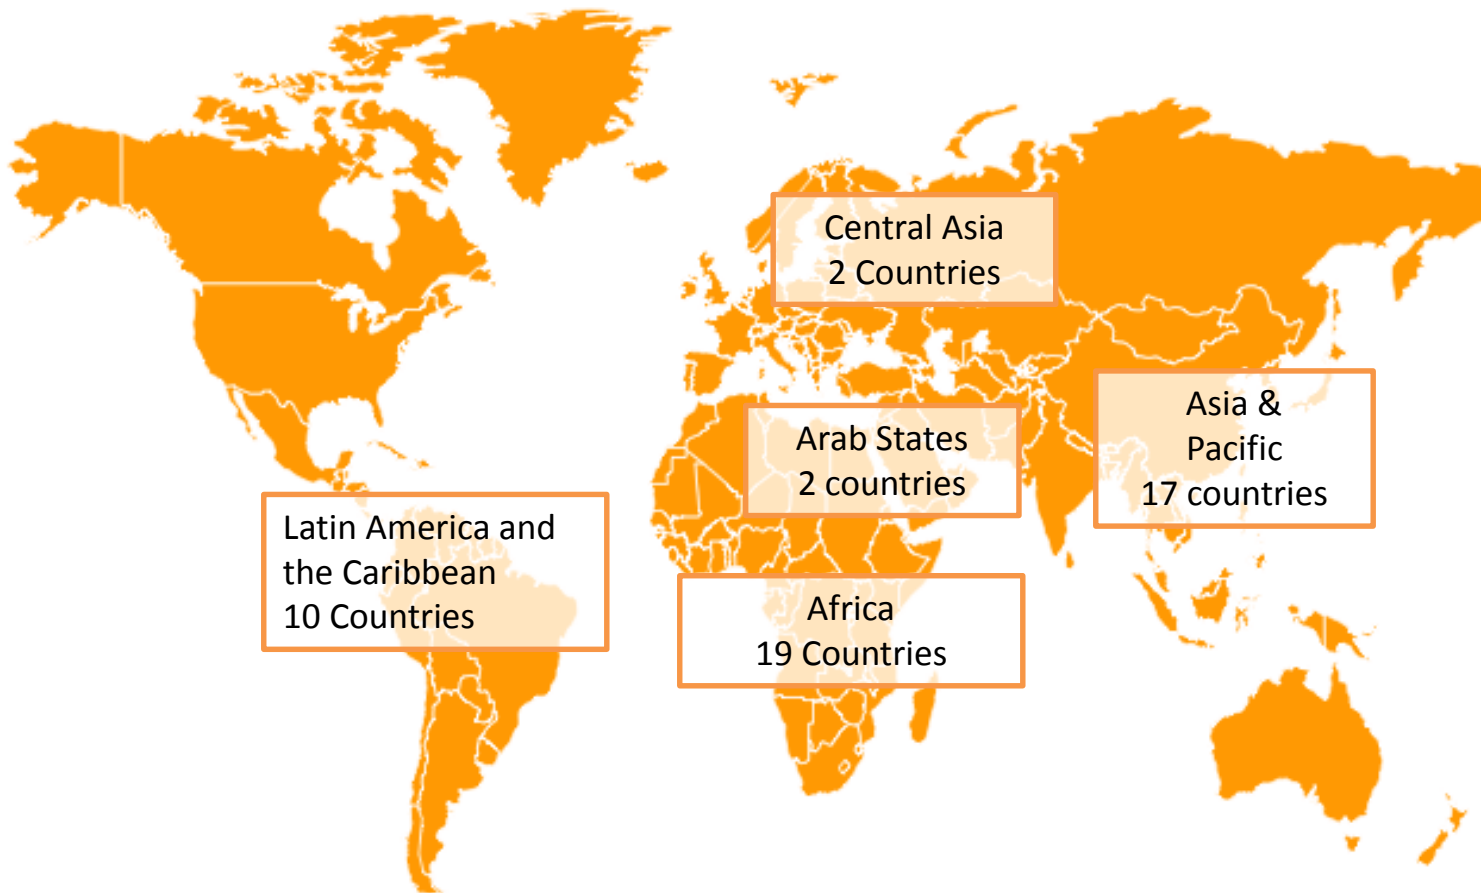 Central Asia
2 Countries
Asia &
Pacific
17 countries
Arab States
2 countries
Latin America and
the Caribbean
10 Countries
Africa
19 Countries